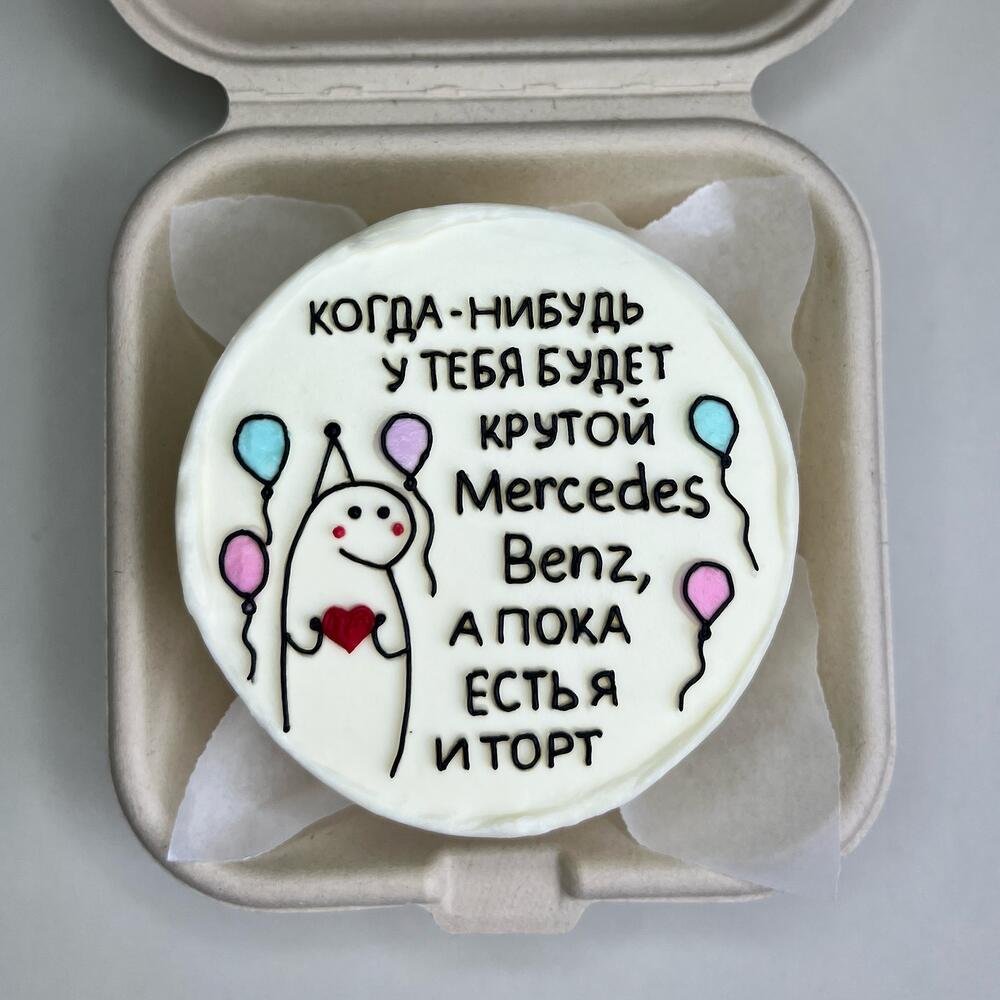 КОГДА-НИБУДЬ
У ТЕБЯ БУДЕТ
КРУТОЙ
Mercedes
Benz,
А ПОКА
ЕСТЬ Я
И ТОРТ